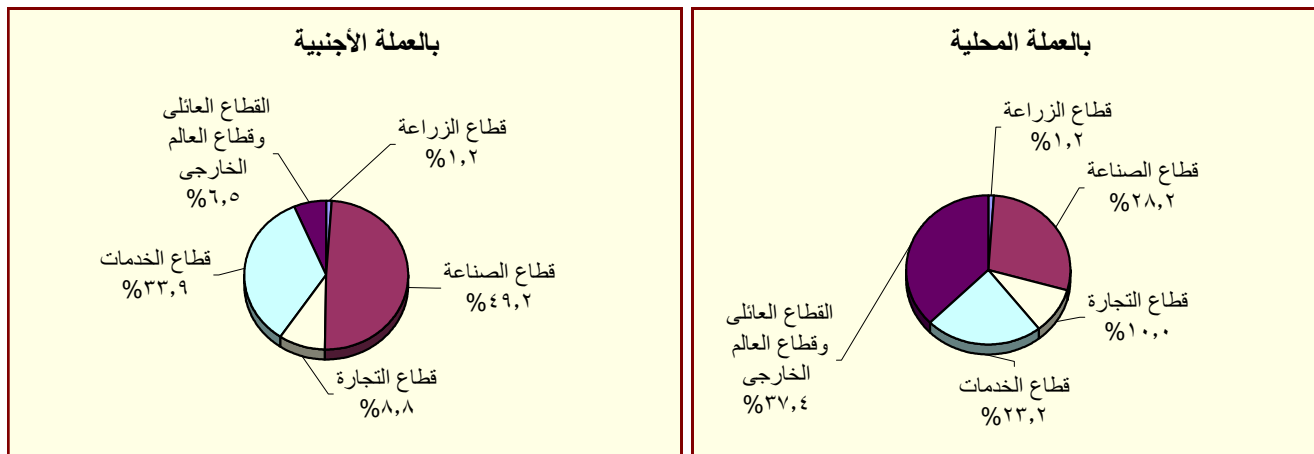 بالعملة المحلية
قطاع الزراعة
%١,٢
قطاع الصناعة
%٢٨,٢
قطاع التجارة
%١٠,٠
قطاع الخدمات
%٢٣,٢
القطاع العائلى
وقطاع العالم
الخارجى
%٣٧,٤
بالعملة الأجنبية
قطاع الزراعة
%١,٢
قطاع الصناعة
%٤٩,٢
قطاع التجارة
%٨,٨
قطاع الخدمات
%٣٣,٩
القطاع العائلى
وقطاع العالم
الخارجى
%٦,٥